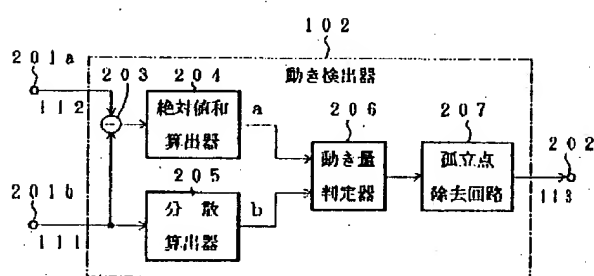 102
201a
203
204
動き検出器
112
絶対値和
算出器
a
206
207
202
動き量
判定器
孤立点
除去回路
113
201b
205
111
分散
算出器
b